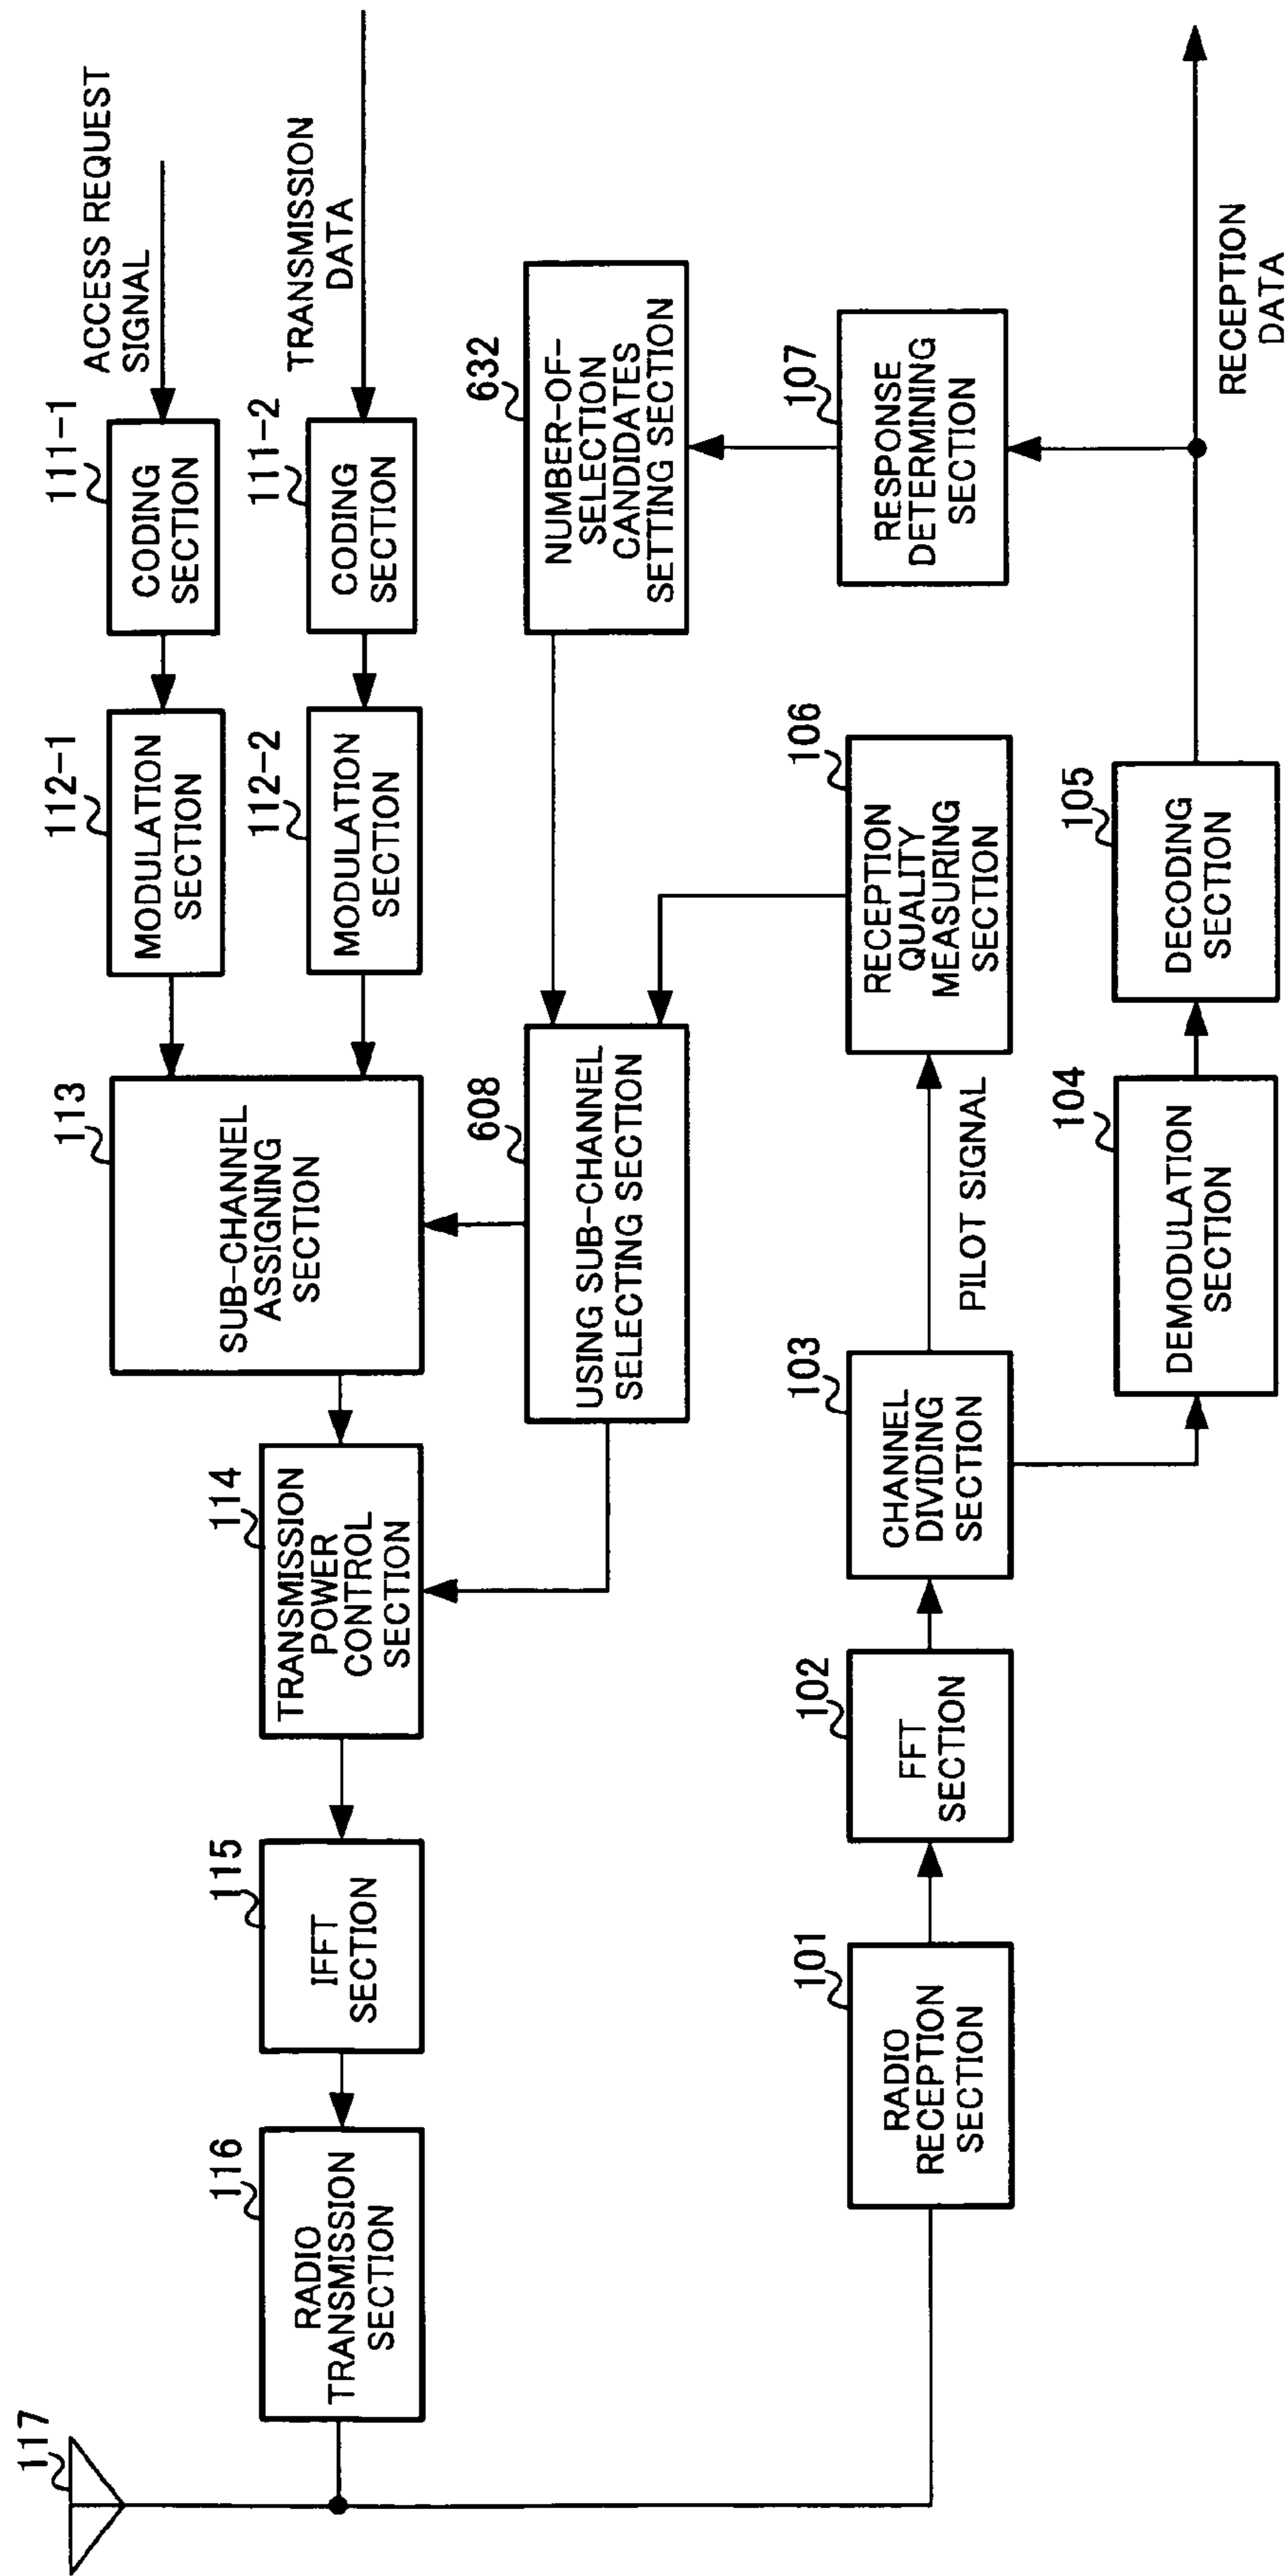 117
116
RADIO
TRANSMISSION
SECTION
115
IFFT
SECTION
114
TRANSMISSION
POWER
CONTROL
SECTION
113
SUB-CHANNEL
ASSIGNING
SECTION
112-1
MODULATION
SECTION
111-1
CODING
SECTION
ACCESS REQUEST
SIGNAL
112-2
MODULATION
SECTION
111-2
CODING
SECTION
TRANSMISSION
DATA
608
USING SUB-CHANNEL
SELECTING SECTION
632
NUMBER-OF-
SELECTION
CANDIDATES
SETTING SECTION
101
RADIO
RECEPTION
SECTION
102
FFT
SECTION
103
CHANNEL
DIVIDING
SECTION
PILOT SIGNAL
106
RECEPTION
QUALITY
MEASURING
SECTION
107
RESPONSE
DETERMINING
SECTION
104
DEMODULATION
SECTION
105
DECODING
SECTION
RECEPTION
DATA